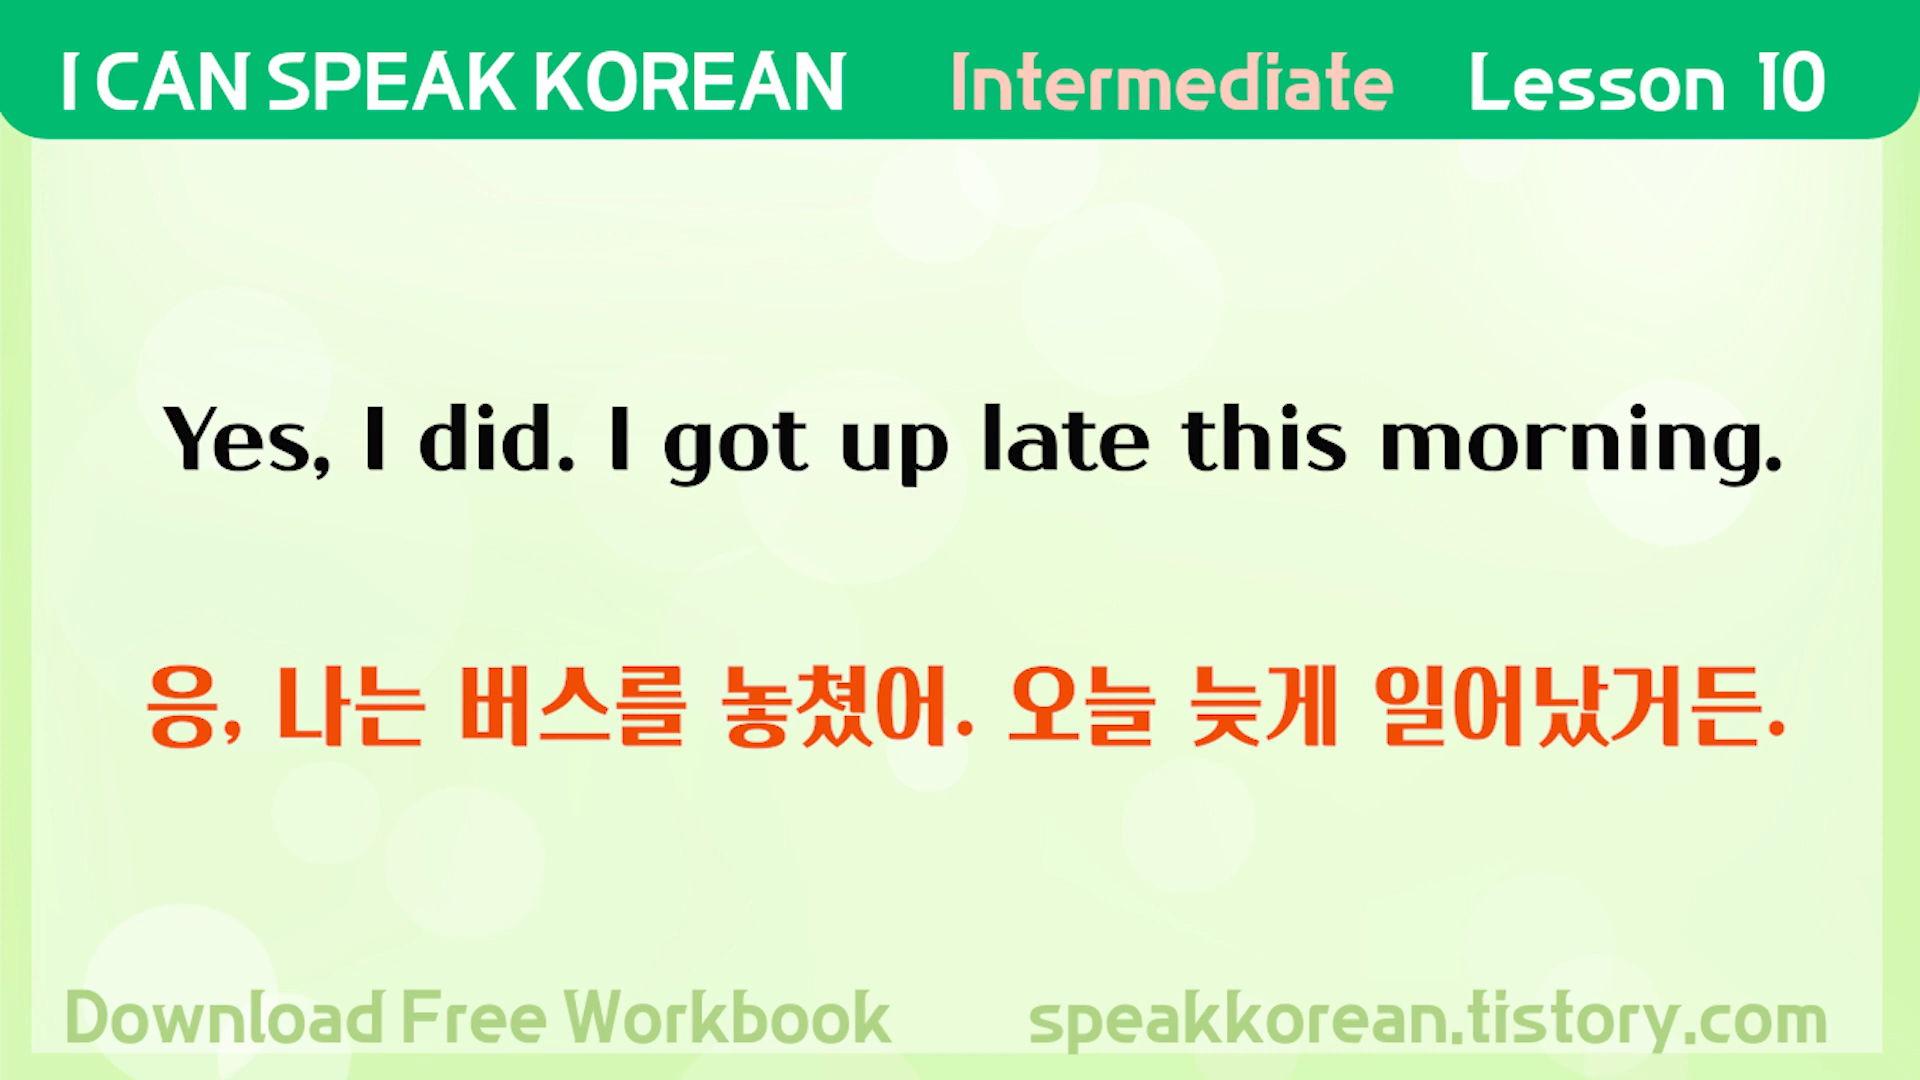 I CAN SPEAK KOREAN Intermediate Lesson 10
Yes, I did. I got up late this morning.
응, 나는 버스를 놓쳤어. 오늘 늦게 일어났거든.
Download Free Workbook speakkorean.tistory.com